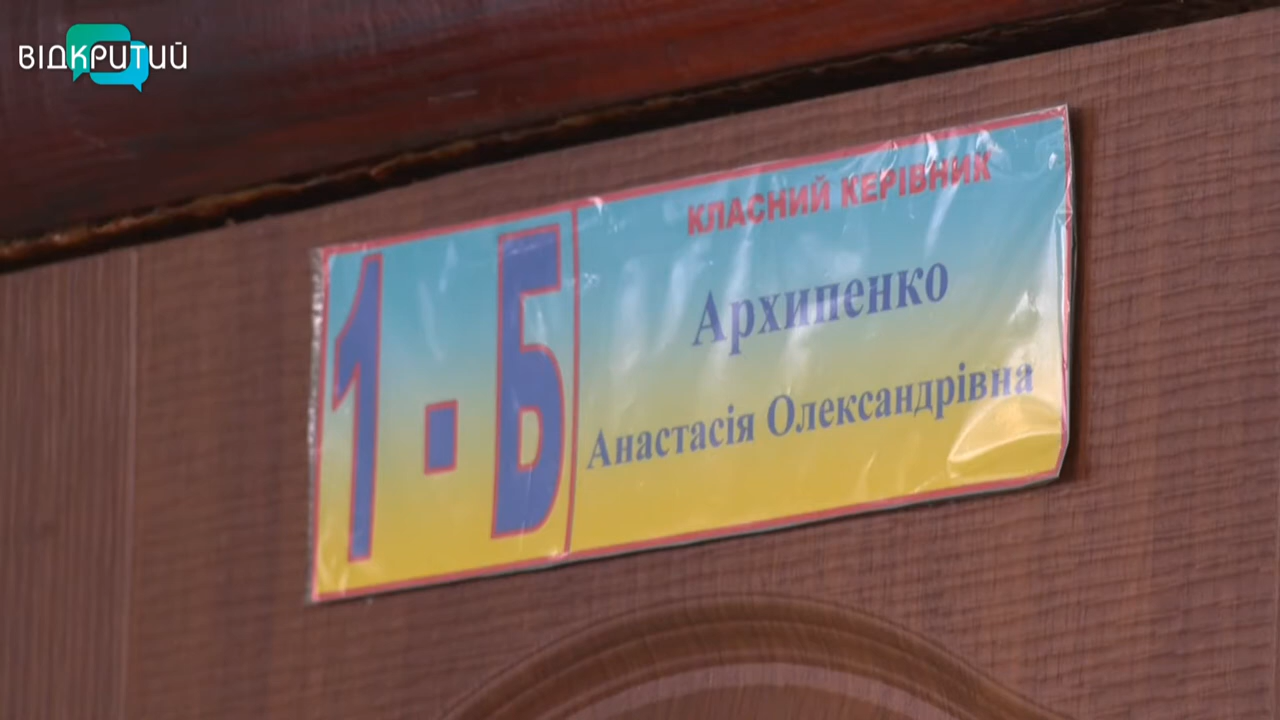 ВІДКРИТИЙ
1-Б
КЛАСНИЙ КЕРІВНИК
Архипенко
Анастасія Олександрівна